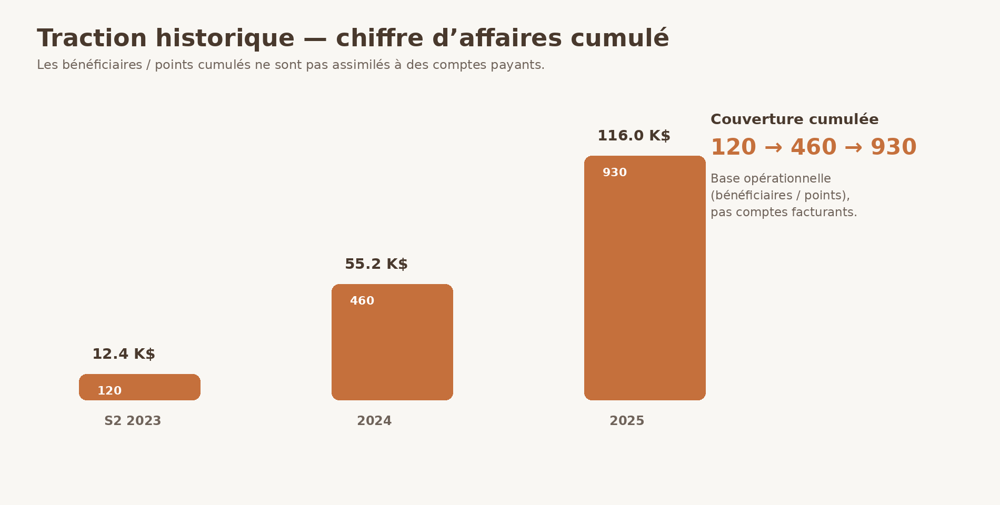 Traction historique — chiffre d’affaires cumulé
Les bénéficiaires / points cumulés ne sont pas assimilés à des comptes payants.
12.4 K$
120
S2 2023
55.2 K$
460
2024
116.0 K$
930
2025
Couverture cumulée
120 → 460 → 930
Base opérationnelle
(bénéficiaires / points),
pas comptes facturants.